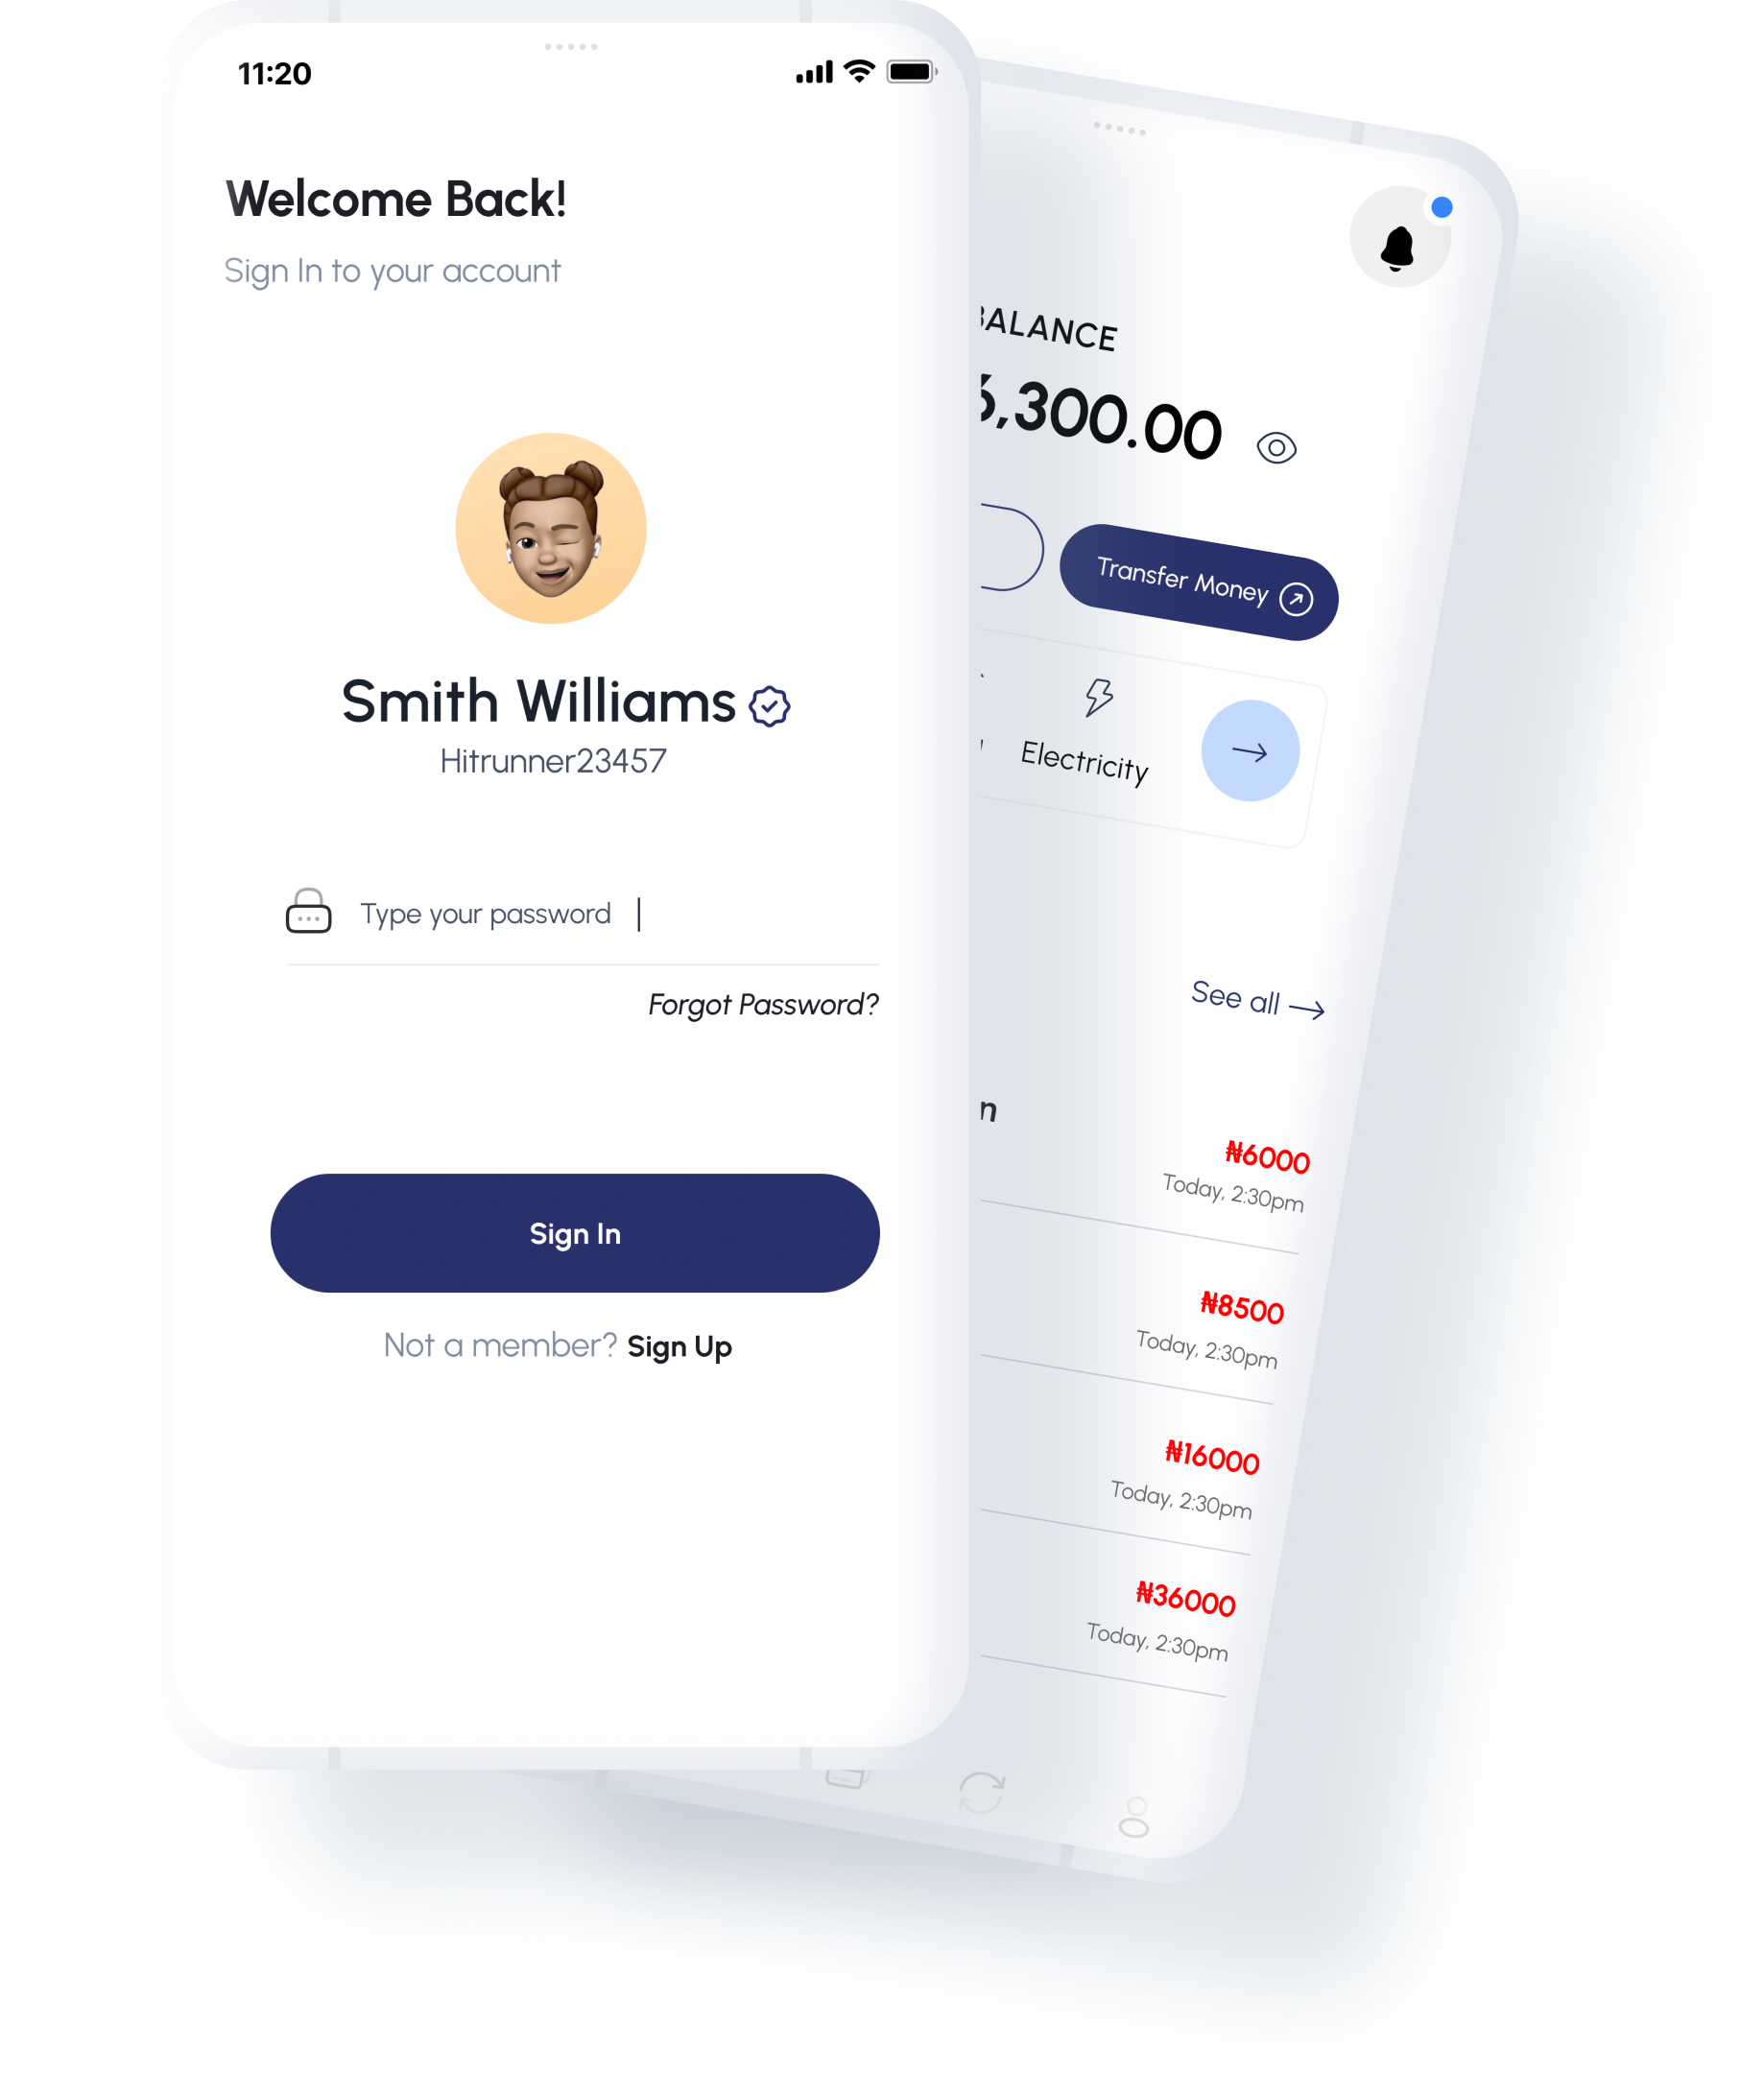 11:20
Welcome Back!
Sign In to your account
Smith Williams
Hitrunner23457
Type your password
Forgot Password?
Sign In
Not a member? Sign Up
BALANCE
6,300.00
Transfer Money
Electricity
See all
n
₦6000
Today, 2:30pm
₦8500
Today, 2:30pm
₦16000
Today, 2:30pm
₦36000
Today, 2:30pm